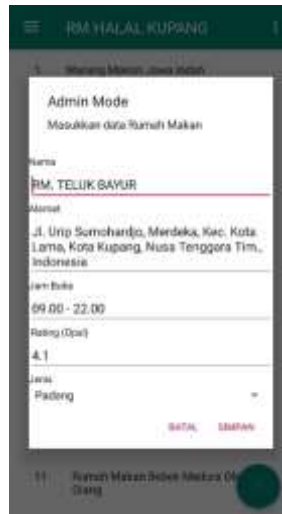 RM HALAL KUPANG
1 Warung Makan Jawa Indah
Admin Mode
Masukkan data Rumah Makan
Nama
RM. TELUK BAYUR
Alamat
Jl. Urip Sumohardjo, Merdeka, Kec. Kota
Lama, Kota Kupang, Nusa Tenggara Tim.,
Indonesia
Jam Buka
09.00 - 22.00
Rating (Opsi)
4.1
Jenis
Padang
BATAL SIMPAN
11 Rumah Makan Bebek Madura